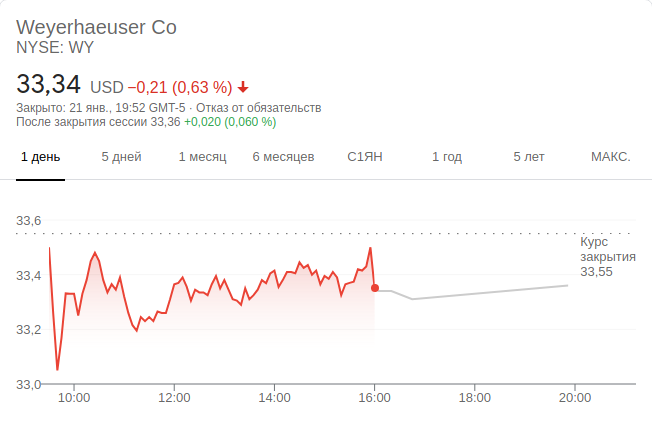 Weyerhaeuser Co
NYSE: WY
33,34 USD −0,21 (0,63 %)
Закрыто: 21 янв., 19:52 GMT-5 · Отказ от обязательств
После закрытия сессии 33,36 +0,020 (0,060 %)
1 день 5 дней 1 месяц 6 месяцев С1ЯН 1 год 5 лет МАКС.
33,6
Курс
закрытия
33,55
33,4
33,2
33,0
10:00 12:00 14:00 16:00 18:00 20:00